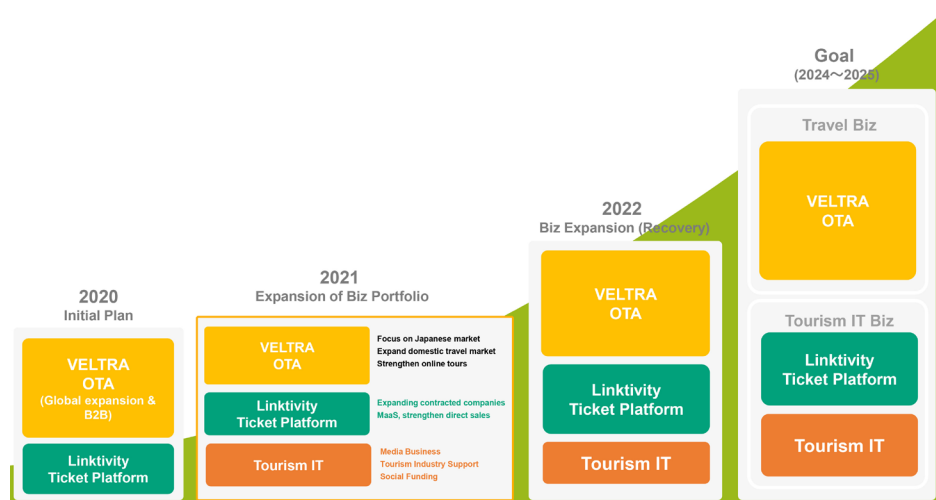 2020
Initial Plan
VELTRA
OTA
(Global expansion &
B2B)
Linktivity
Ticket Platform
2021
Expansion of Biz Portfolio
VELTRA
OTA
Focus on Japanese market
Expand domestic travel market
Strengthen online tours
Linktivity
Ticket Platform
Expanding contracted companies
MaaS, strengthen direct sales
Tourism IT
Media Business
Tourism Industry Support
Social Funding
2022
Biz Expansion (Recovery)
VELTRA
OTA
Linktivity
Ticket Platform
Tourism IT
Goal
(2024～2025)
Travel Biz
VELTRA
OTA
Tourism IT Biz
Linktivity
Ticket Platform
Tourism IT